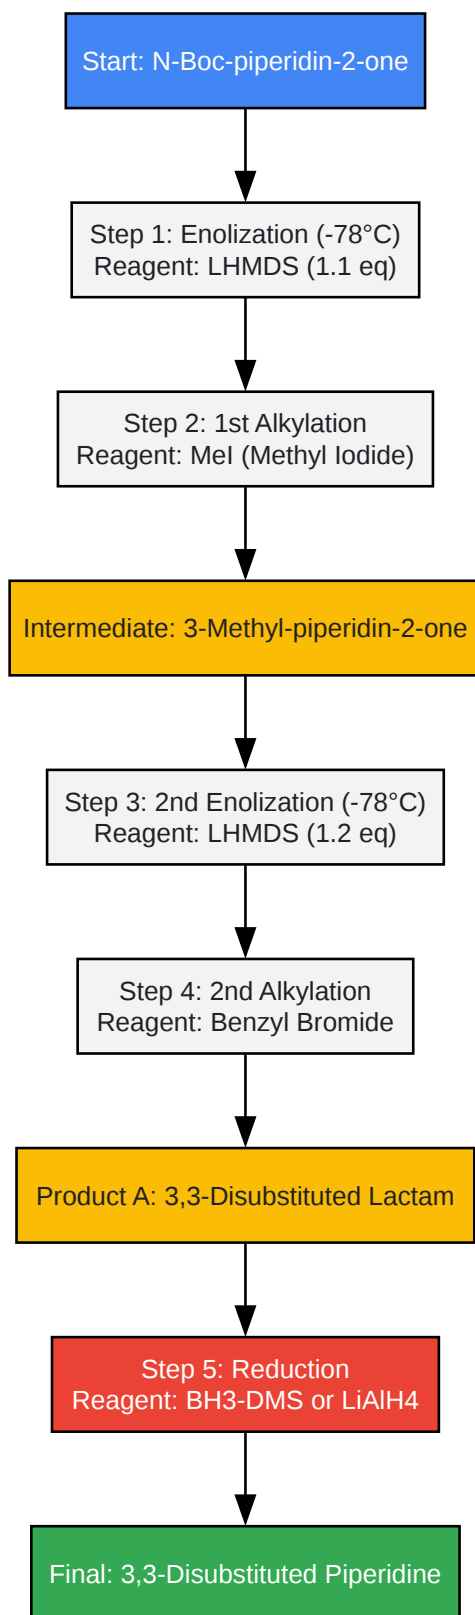 Start: N-Boc-piperidin-2-one
Step 1: Enolization (-78°C)
Reagent: LHMDS (1.1 eq)
Step 2: 1st Alkylation
Reagent: MeI (Methyl Iodide)
Intermediate: 3-Methyl-piperidin-2-one
Step 3: 2nd Enolization (-78°C)
Reagent: LHMDS (1.2 eq)
Step 4: 2nd Alkylation
Reagent: Benzyl Bromide
Product A: 3,3-Disubstituted Lactam
Step 5: Reduction
Reagent: BH3-DMS or LiAlH4
Final: 3,3-Disubstituted Piperidine